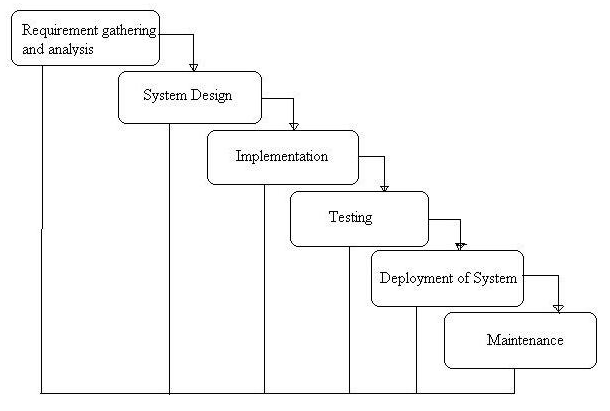 Requirement gathering
and analysis
System Design
Implementation
Testing
Deployment of System
Maintenance